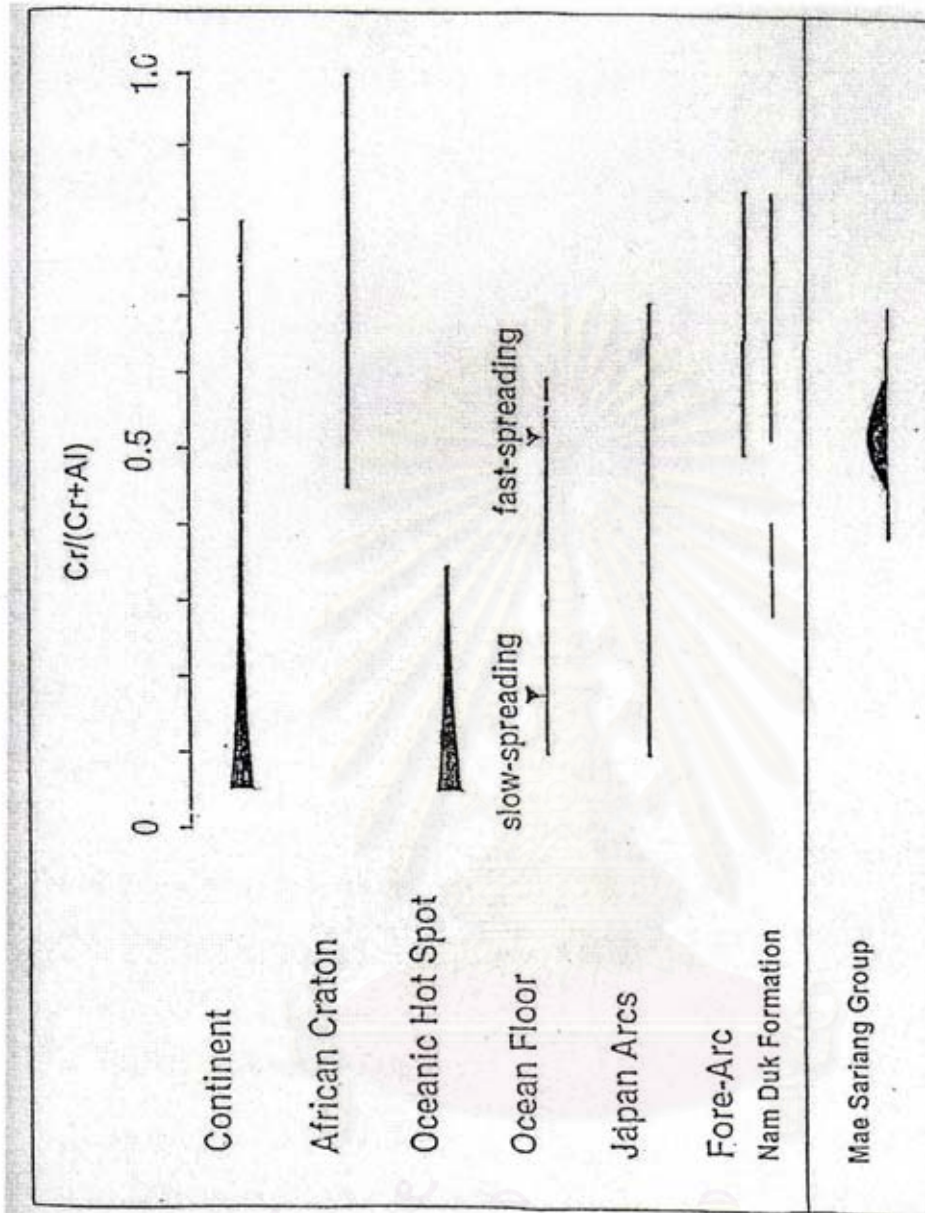 Cr/(Cr+Al)
0
0.5
1.0
Continent
African Craton
Oceanic Hot Spot
slow-spreading
fast-spreading
Ocean Floor
Japan Arcs
Fore-Arc
Nam Duk Formation
Mae Sariang Group